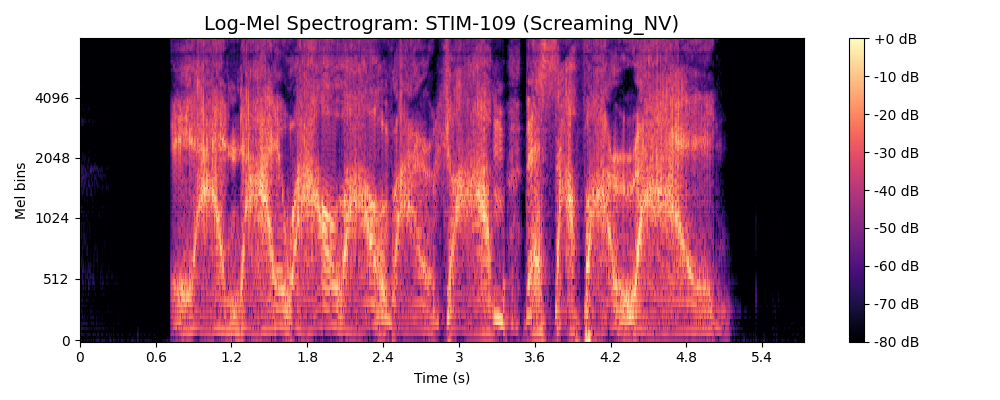 Log-Mel Spectrogram: STIM-109 (Screaming_NV)
Mel bins
4096
2048
1024
512
0
0 0.6 1.2 1.8 2.4 3 3.6 4.2 4.8 5.4
Time (s)
+0 dB
-10 dB
-20 dB
-30 dB
-40 dB
-50 dB
-60 dB
-70 dB
-80 dB